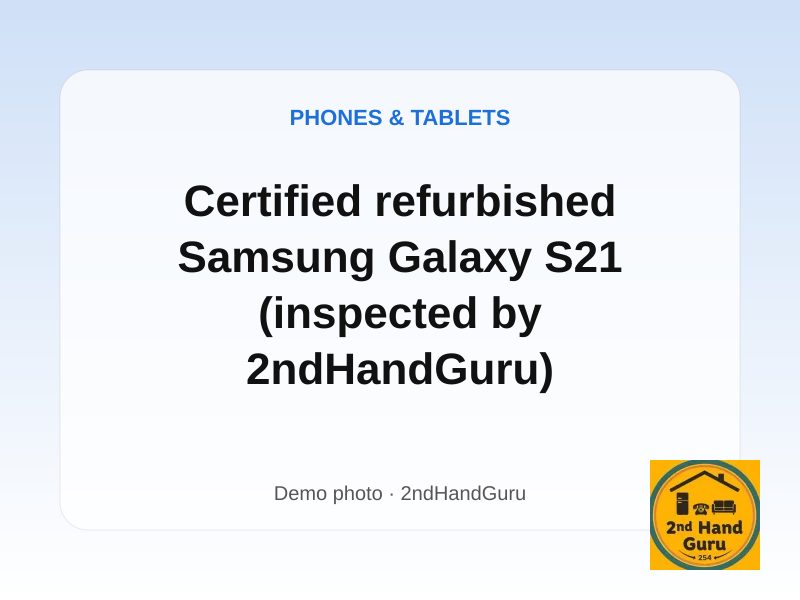 PHONES & TABLETS
Certified refurbished
Samsung Galaxy S21
(inspected by
2ndHandGuru)
Demo photo · 2ndHandGuru
2nd Hand
Guru
254